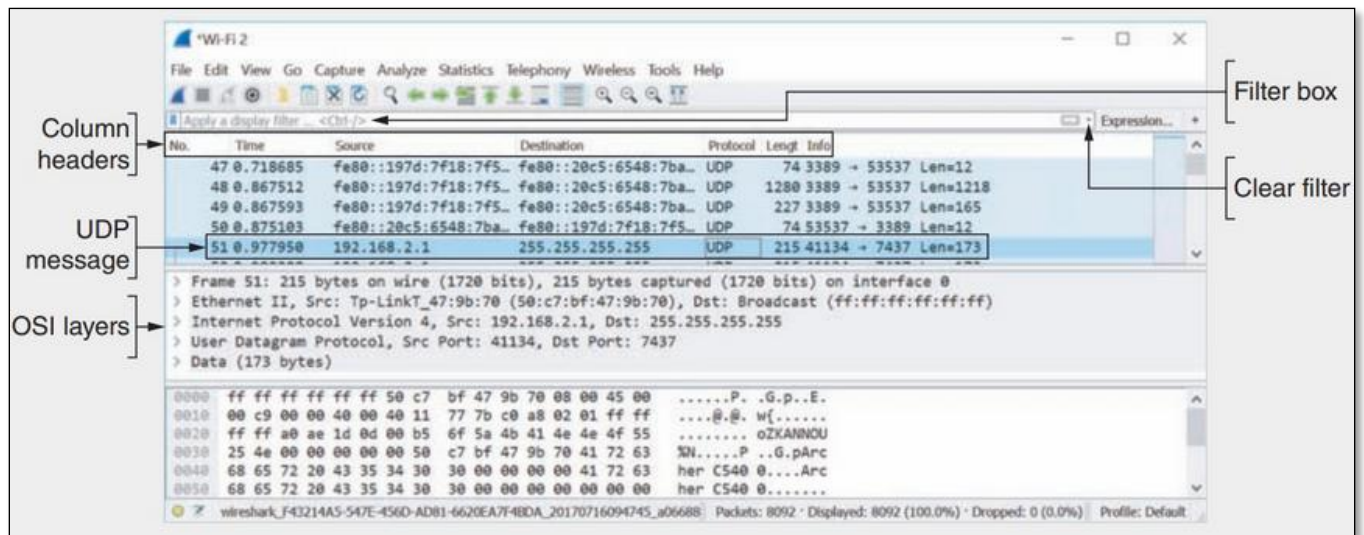 *Wi-Fi 2
File Edit View Go Capture Analyze Statistics Telephony Wireless Tools Help
Filter box
Apply a display filter ... <Ctrl-/>
Expression... +
Column headers
No. Time Source Destination Protocol Lengt Info
47 0.718685 fe80::197d:7f18:7f5… fe80::20c5:6548:7ba… UDP 74 3389 → 53537 Len=12
48 0.867512 fe80::197d:7f18:7f5… fe80::20c5:6548:7ba… UDP 1280 3389 → 53537 Len=1218
Clear filter
49 0.867593 fe80::197d:7f18:7f5… fe80::20c5:6548:7ba… UDP 227 3389 → 53537 Len=165
50 0.875103 fe80::20c5:6548:7ba… fe80::197d:7f18:7f5… UDP 74 53537 → 3389 Len=12
UDP message
51 0.977950 192.168.2.1 255.255.255.255 UDP 215 41134 → 7437 Len=173
> Frame 51: 215 bytes on wire (1720 bits), 215 bytes captured (1720 bits) on interface 0
> Ethernet II, Src: Tp-LinkT_47:9b:70 (50:c7:bf:47:9b:70), Dst: Broadcast (ff:ff:ff:ff:ff:ff)
OSI layers
> Internet Protocol Version 4, Src: 192.168.2.1, Dst: 255.255.255.255
> User Datagram Protocol, Src Port: 41134, Dst Port: 7437
> Data (173 bytes)
0000 ff ff ff ff ff ff 50 c7 bf 47 9b 70 08 00 45 00 ......P. .G.p..E.
0010 00 c9 00 00 40 00 40 11 77 7b c0 a8 02 01 ff ff ....@.@. w{......
0020 ff ff a0 ae 1d 0d 00 b5 6f 5a 4b 41 4e 4e 4f 55 ........ oZKANNOU
0030 25 4e 00 00 00 00 00 50 c7 bf 47 9b 70 41 72 63 %N.....P ..G.pArc
0040 68 65 72 20 43 35 34 30 30 00 00 00 00 41 72 63 her C540 0....Arc
0050 68 65 72 20 43 35 34 30 30 00 00 00 00 00 00 00 her C540 0.......
wireshark_F43214A5-547E-456D-AD81-6620EA7F4BDA_20170716094745_a06688 Packets: 8092 · Displayed: 8092 (100.0%) · Dropped: 0 (0.0%) Profile: Default